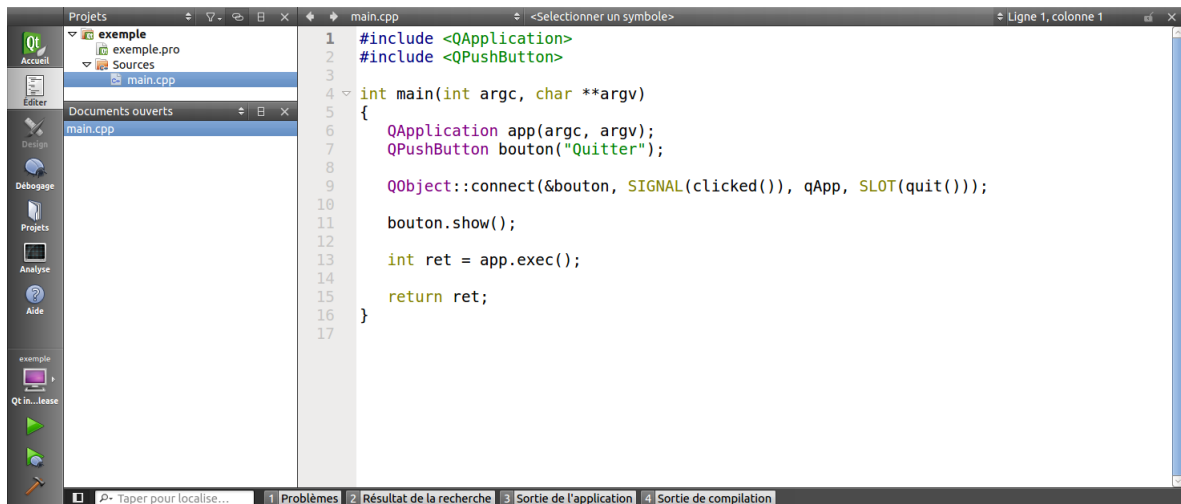 Projets
main.cpp
<Selectionner un symbole>
Ligne 1, colonne 1
Qt
Accueil
Éditer
Design
Débogage
Projets
Analyse
Aide
exemple
Qt in...lease
exemple
exemple.pro
Sources
main.cpp
Documents ouverts
main.cpp
1 #include <QApplication>
2 #include <QPushButton>
3
4 int main(int argc, char **argv)
5 {
6 QApplication app(argc, argv);
7 QPushButton bouton("Quitter");
8
9 QObject::connect(&bouton, SIGNAL(clicked()), qApp, SLOT(quit()));
10
11 bouton.show();
12
13 int ret = app.exec();
14
15 return ret;
16 }
17
Taper pour localise...
1 Problèmes 2 Résultat de la recherche 3 Sortie de l'application 4 Sortie de compilation